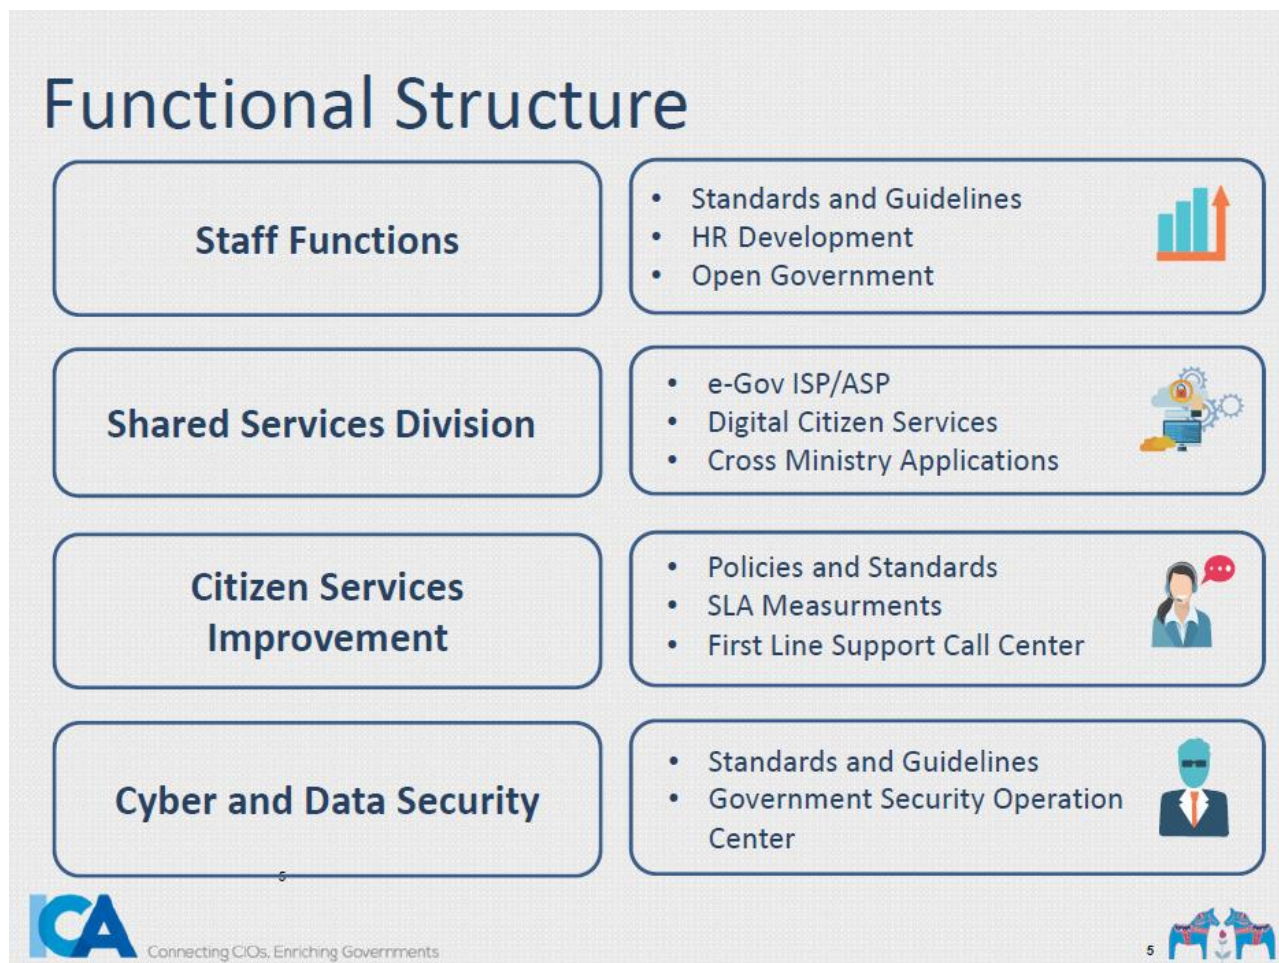 Functional Structure
Staff Functions
• Standards and Guidelines
• HR Development
• Open Government
Shared Services Division
• e-Gov ISP/ASP
• Digital Citizen Services
• Cross Ministry Applications
Citizen Services
Improvement
• Policies and Standards
• SLA Measurments
• First Line Support Call Center
Cyber and Data Security
• Standards and Guidelines
• Government Security Operation
Center
5
ICA
Connecting CIOs, Enriching Governments
5